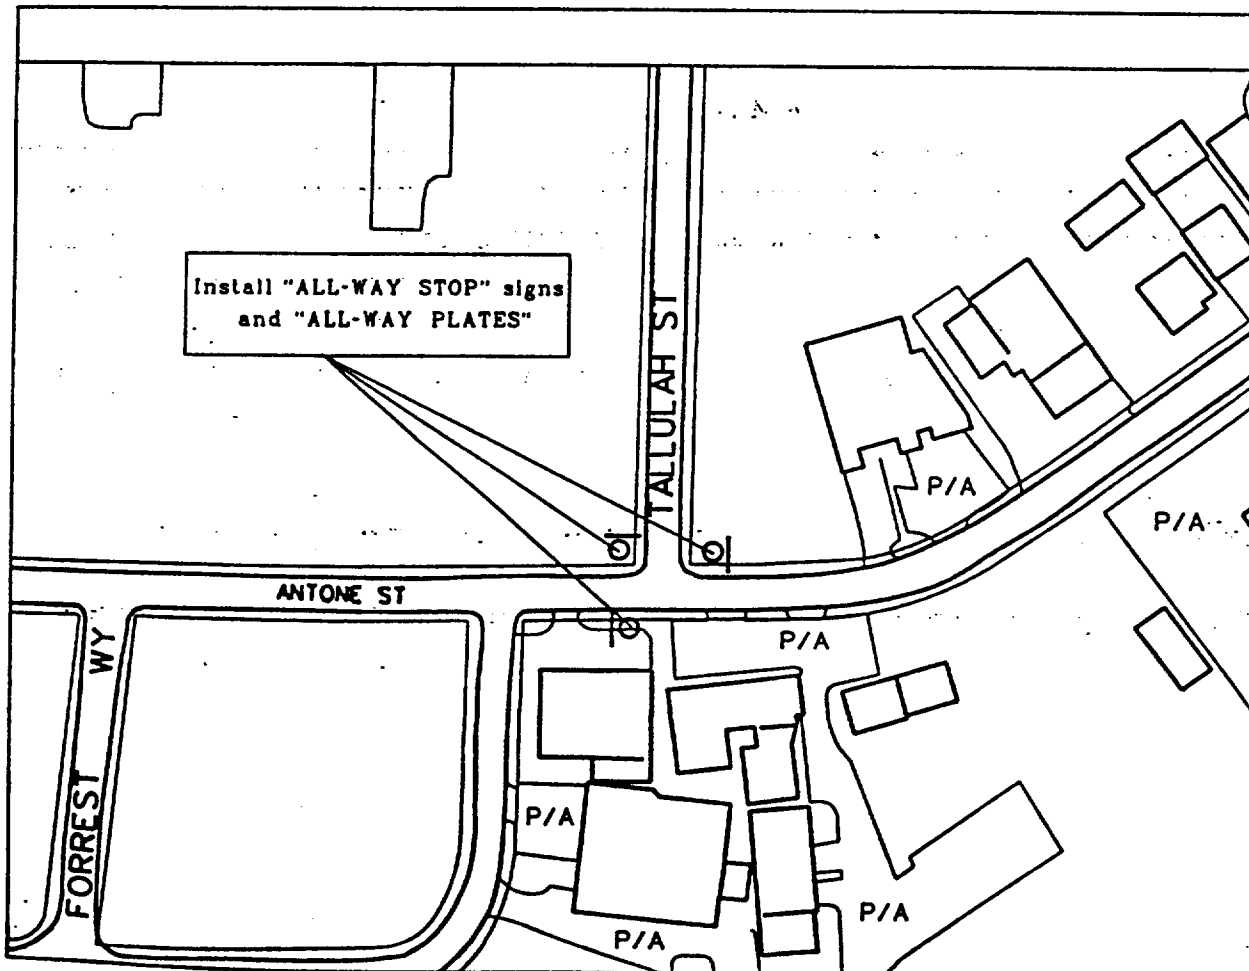 Install "ALL-WAY STOP" signs
and "ALL-WAY PLATES"
TALLULAH ST
P/A
P/A
ANTONE ST
P/A
FORREST WY
P/A
P/A
P/A